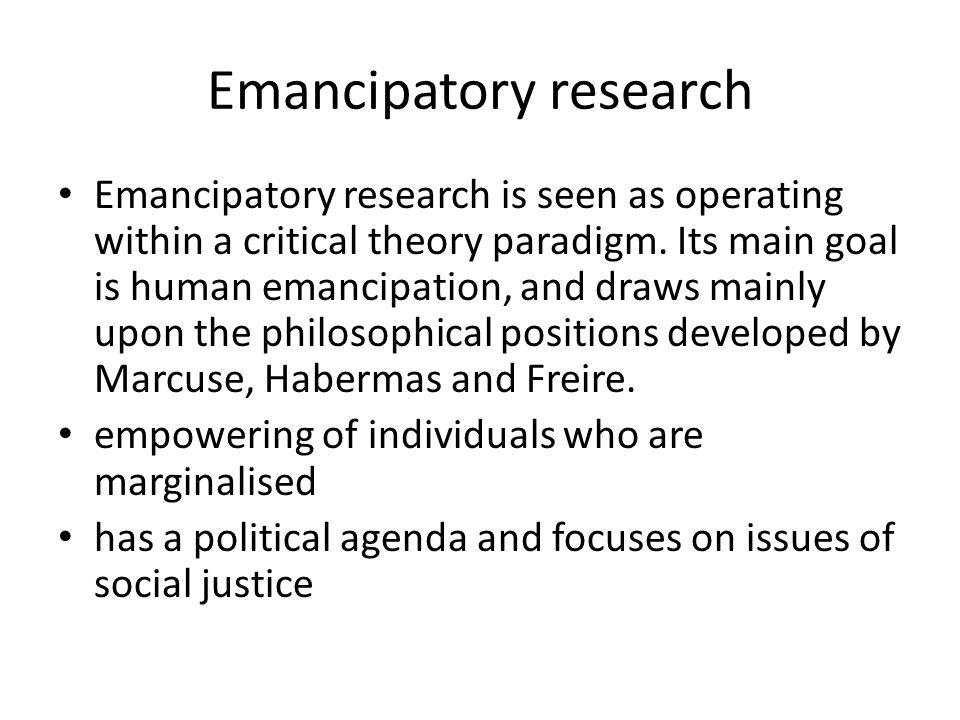 Emancipatory research
• Emancipatory research is seen as operating
within a critical theory paradigm. Its main goal
is human emancipation, and draws mainly
upon the philosophical positions developed by
Marcuse, Habermas and Freire.
• empowering of individuals who are
marginalised
• has a political agenda and focuses on issues of
social justice